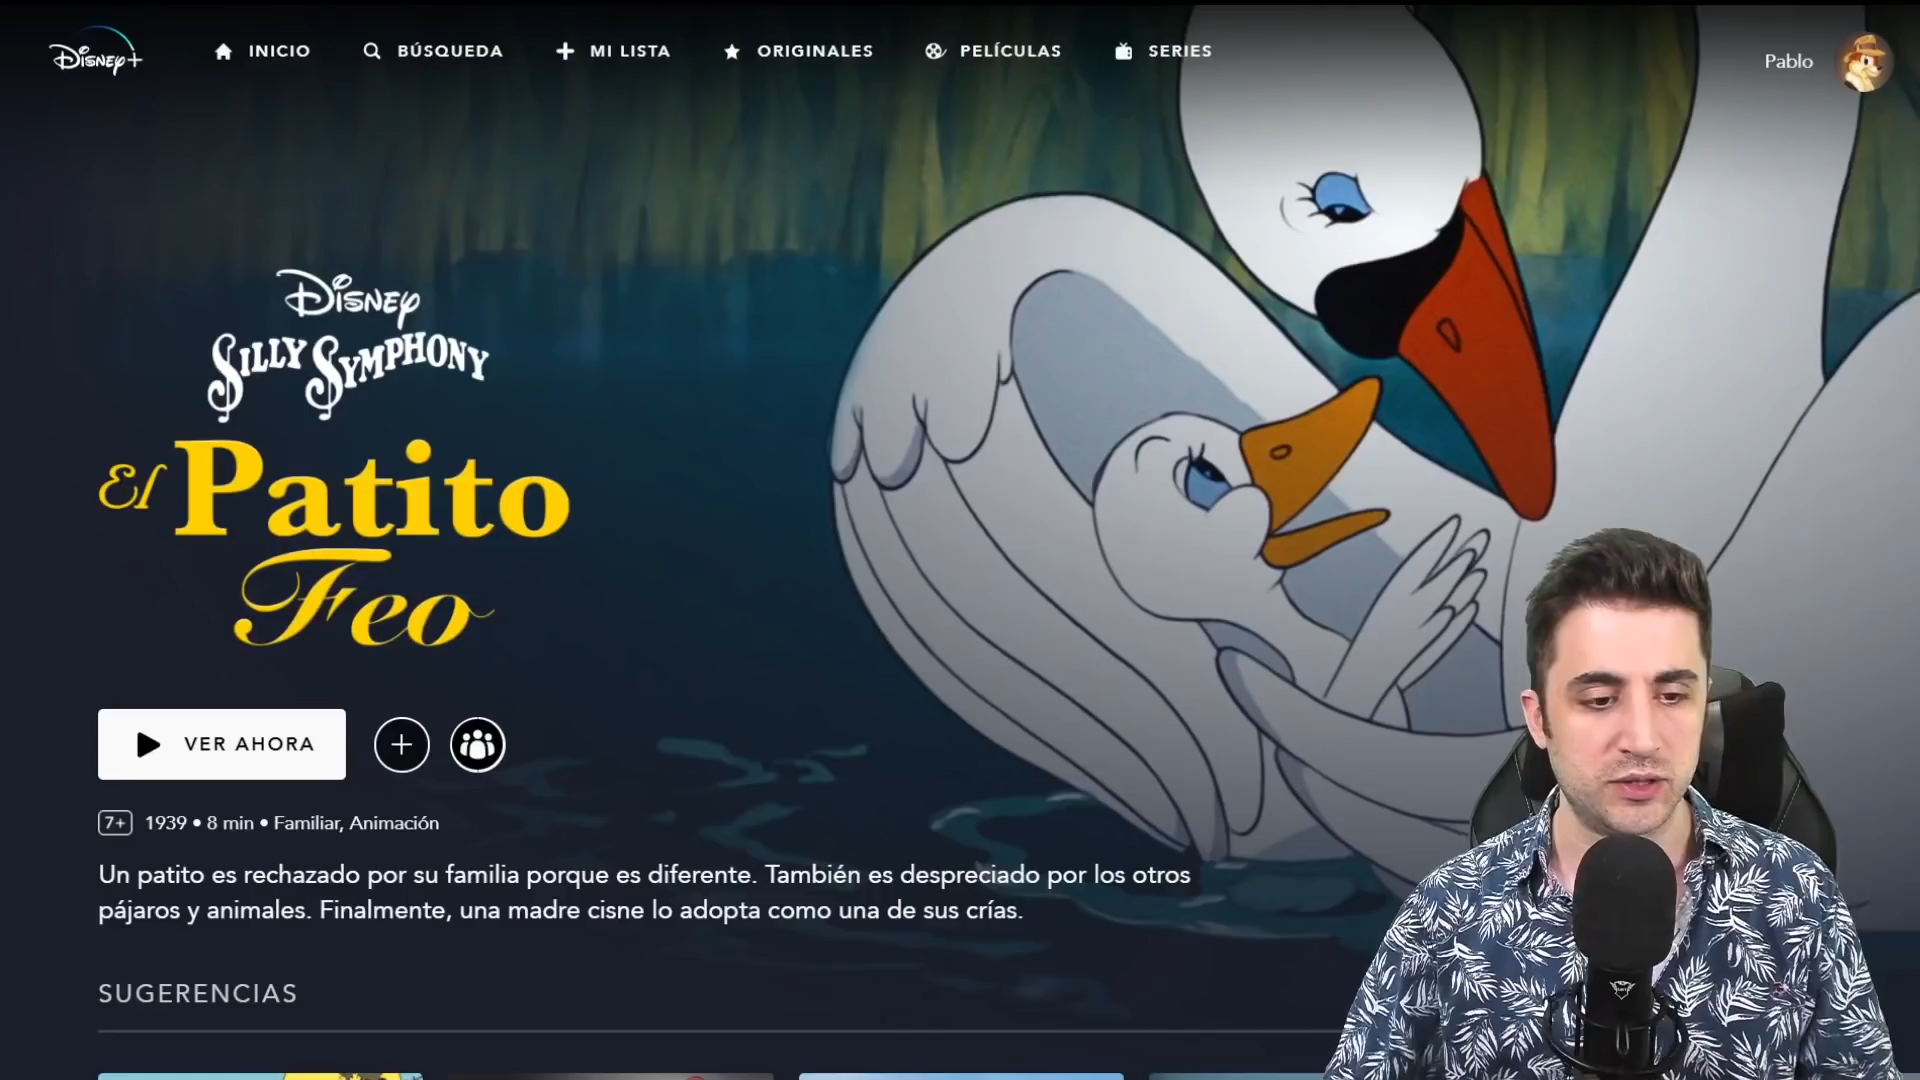 Disney+
INICIO
BÚSQUEDA
MI LISTA
ORIGINALES
PELÍCULAS
SERIES
Pablo
Disney
Silly Symphony
El Patito
Feo
VER AHORA
7+ 1939 • 8 min • Familiar, Animación
Un patito es rechazado por su familia porque es diferente. También es despreciado por los otros
pájaros y animales. Finalmente, una madre cisne lo adopta como una de sus crías.
SUGERENCIAS